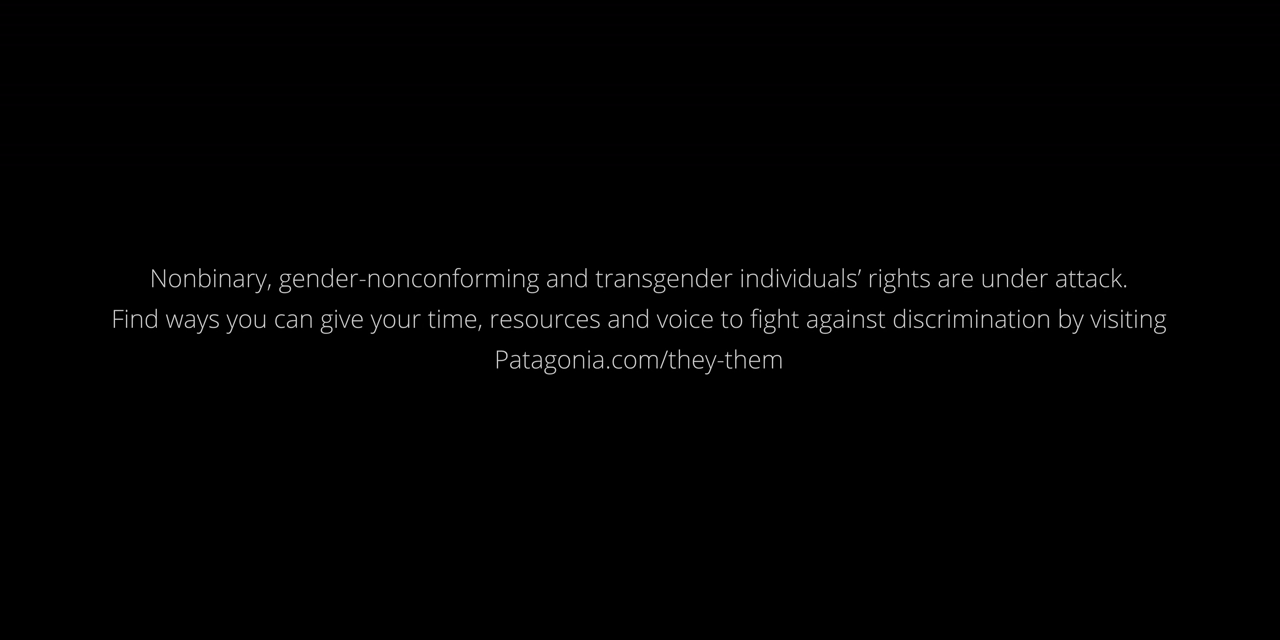 Nonbinary, gender-nonconforming and transgender individuals’ rights are under attack.
Find ways you can give your time, resources and voice to fight against discrimination by visiting
Patagonia.com/they-them